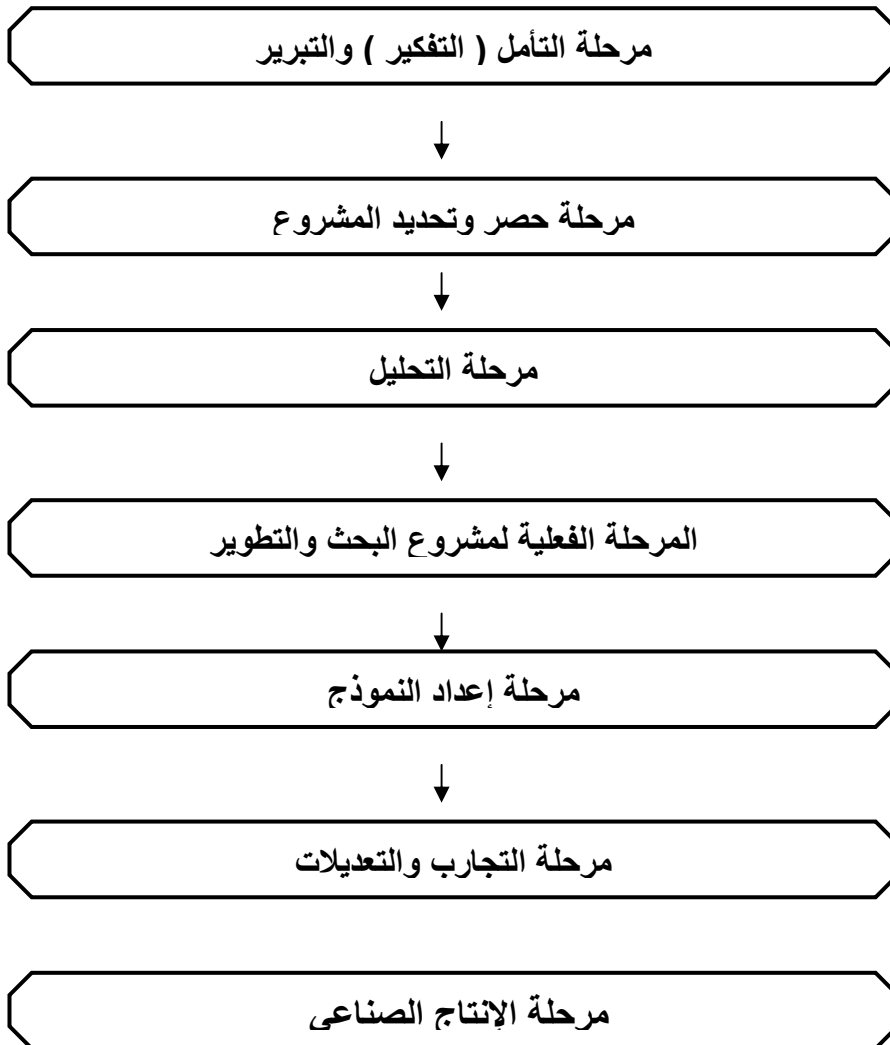 مرحلة التأمل ( التفكير ) والتبرير
مرحلة حصر وتحديد المشروع
مرحلة التحليل
المرحلة الفعلية لمشروع البحث والتطوير
مرحلة إعداد النموذج
مرحلة التجارب والتعديلات
مرحلة الإنتاج الصناعي